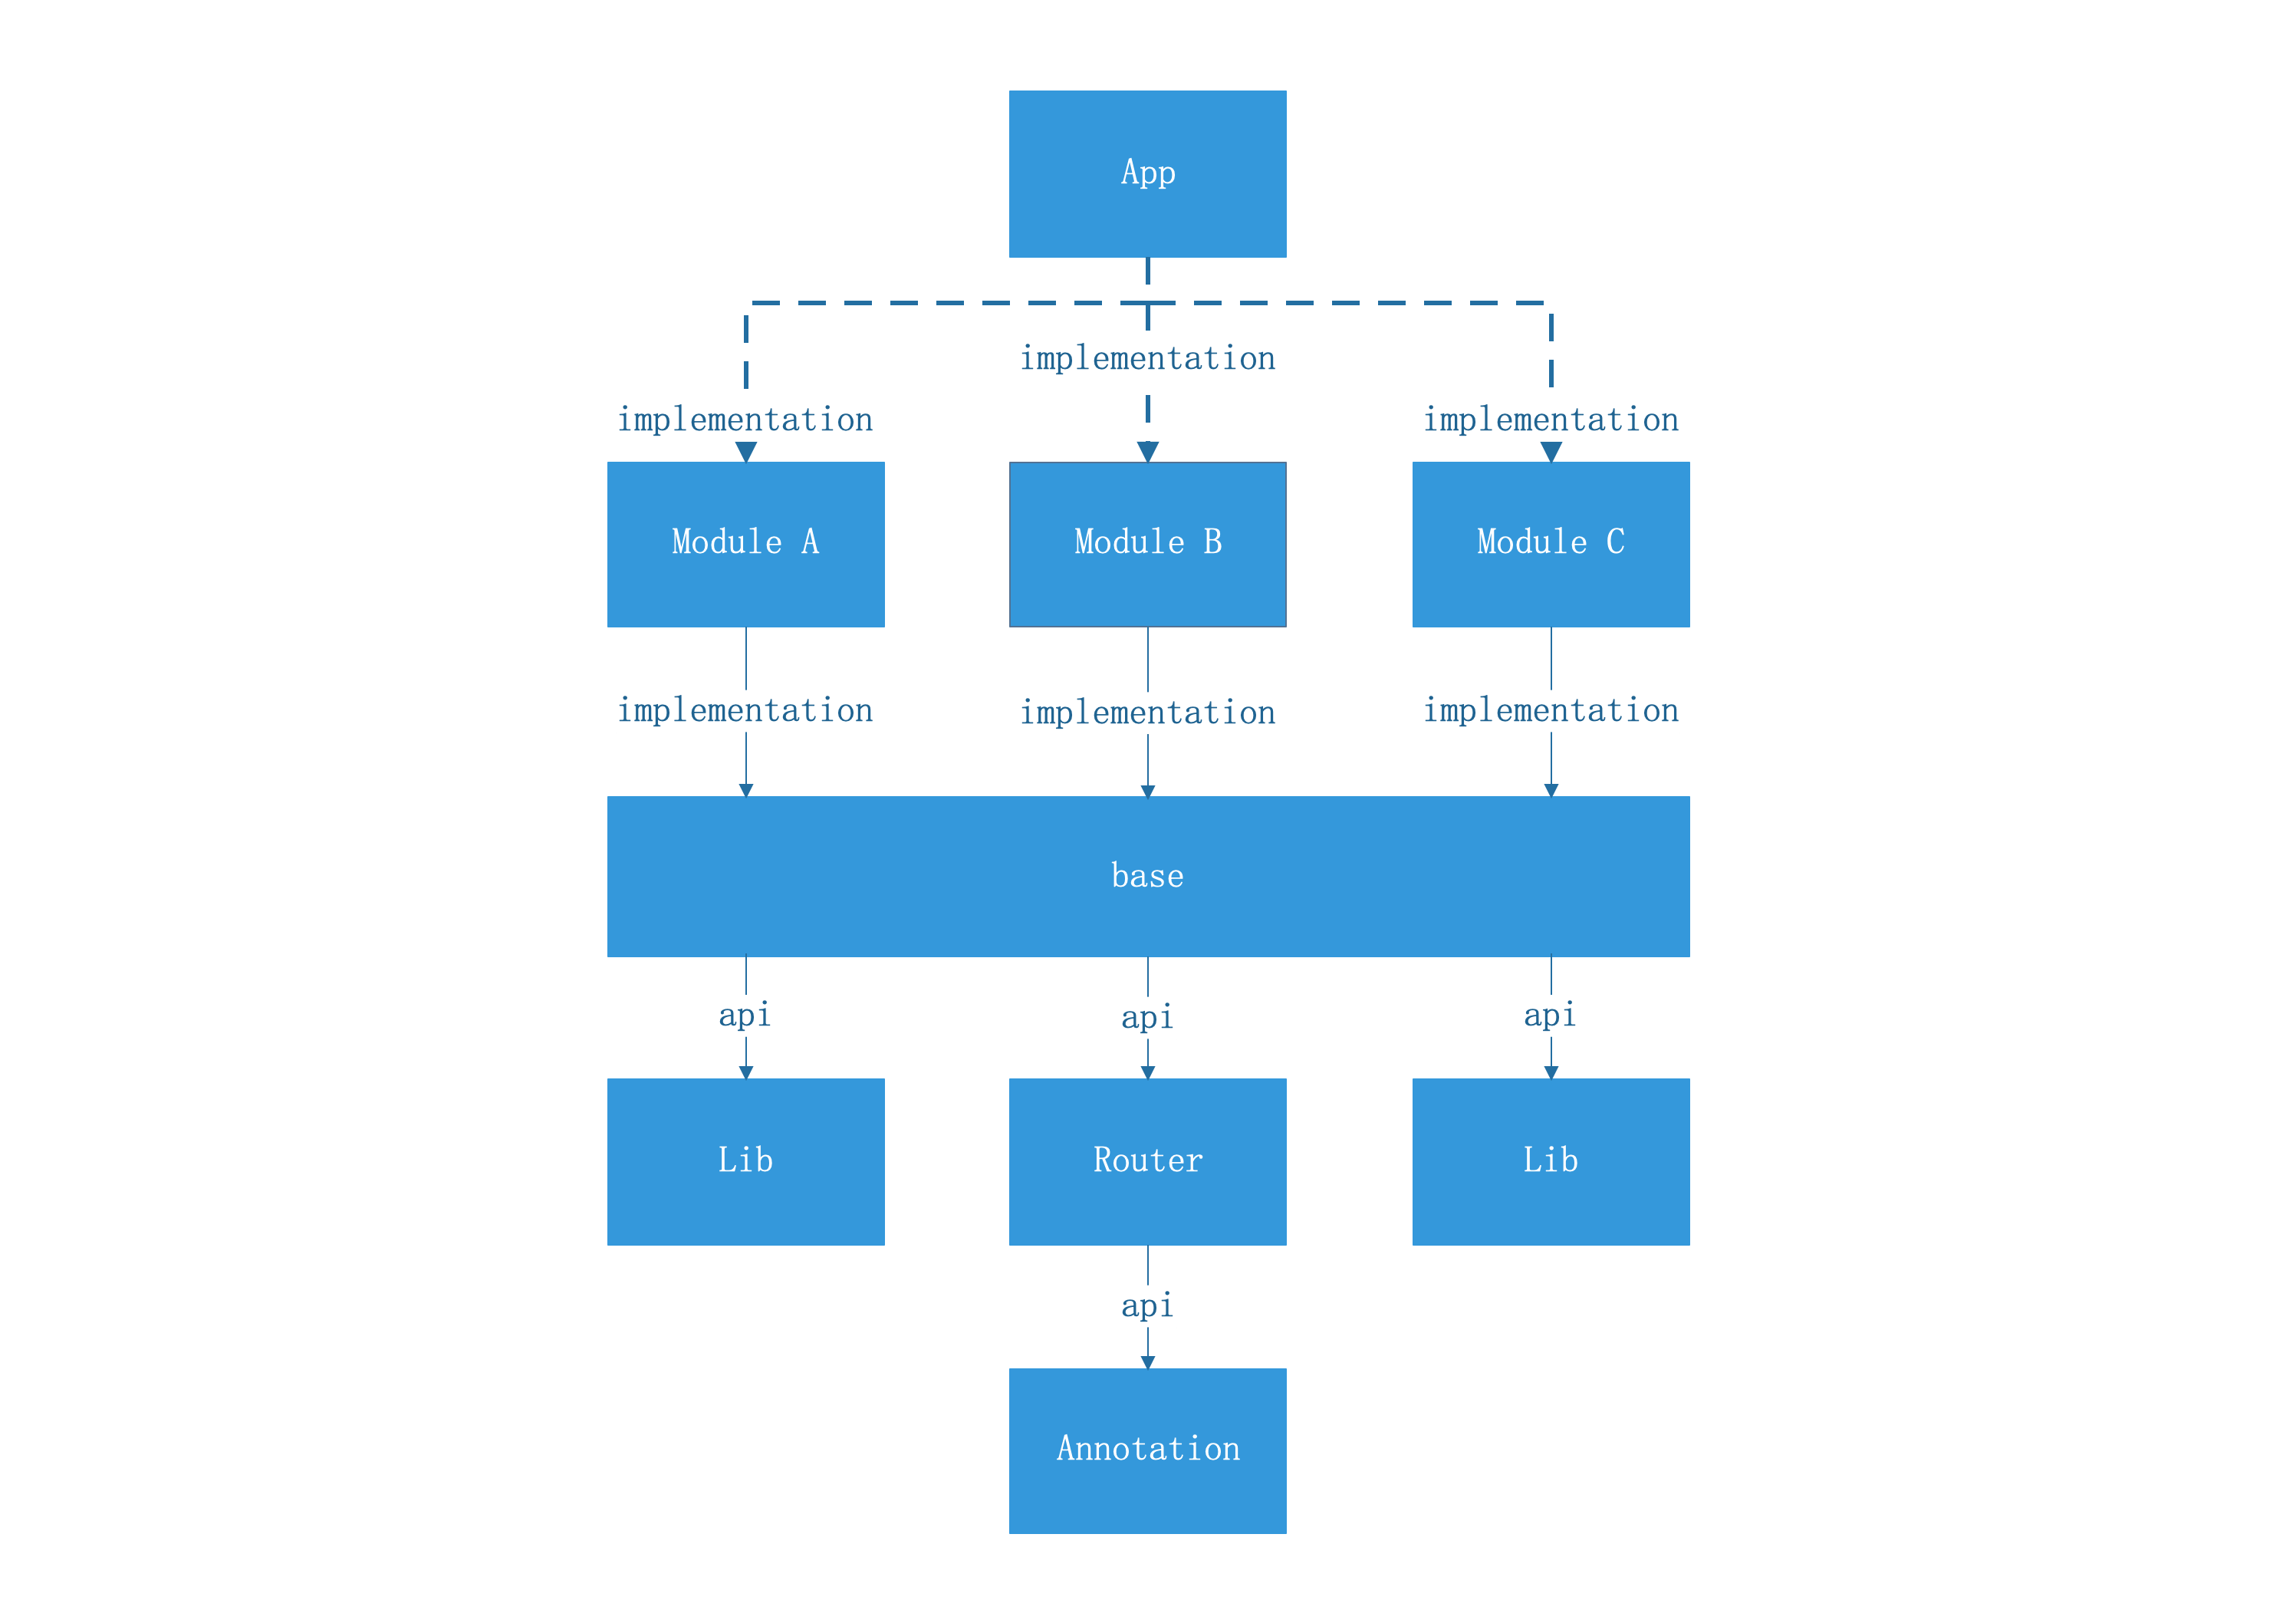 App
implementation
implementation
implementation
Module A
Module B
Module C
implementation
implementation
implementation
base
api
api
api
Lib
Router
Lib
api
Annotation